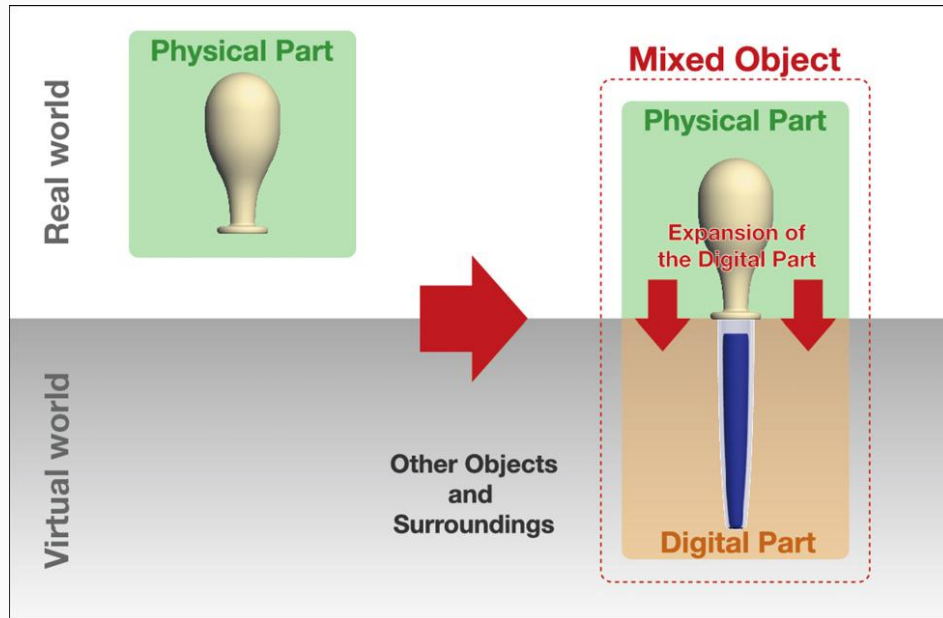 Real world
Physical Part
Mixed Object
Physical Part
Expansion of
the Digital Part
Virtual world
Other Objects
and
Surroundings
Digital Part